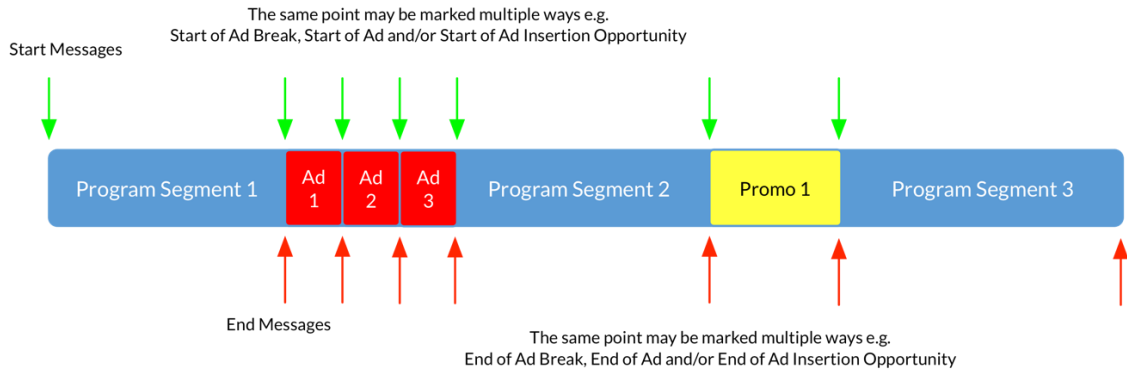 The same point may be marked multiple ways e.g.
Start of Ad Break, Start of Ad and/or Start of Ad Insertion Opportunity
Start Messages
Program Segment 1
Ad
1
Ad
2
Ad
3
Program Segment 2
Promo 1
Program Segment 3
End Messages
The same point may be marked multiple ways e.g.
End of Ad Break, End of Ad and/or End of Ad Insertion Opportunity